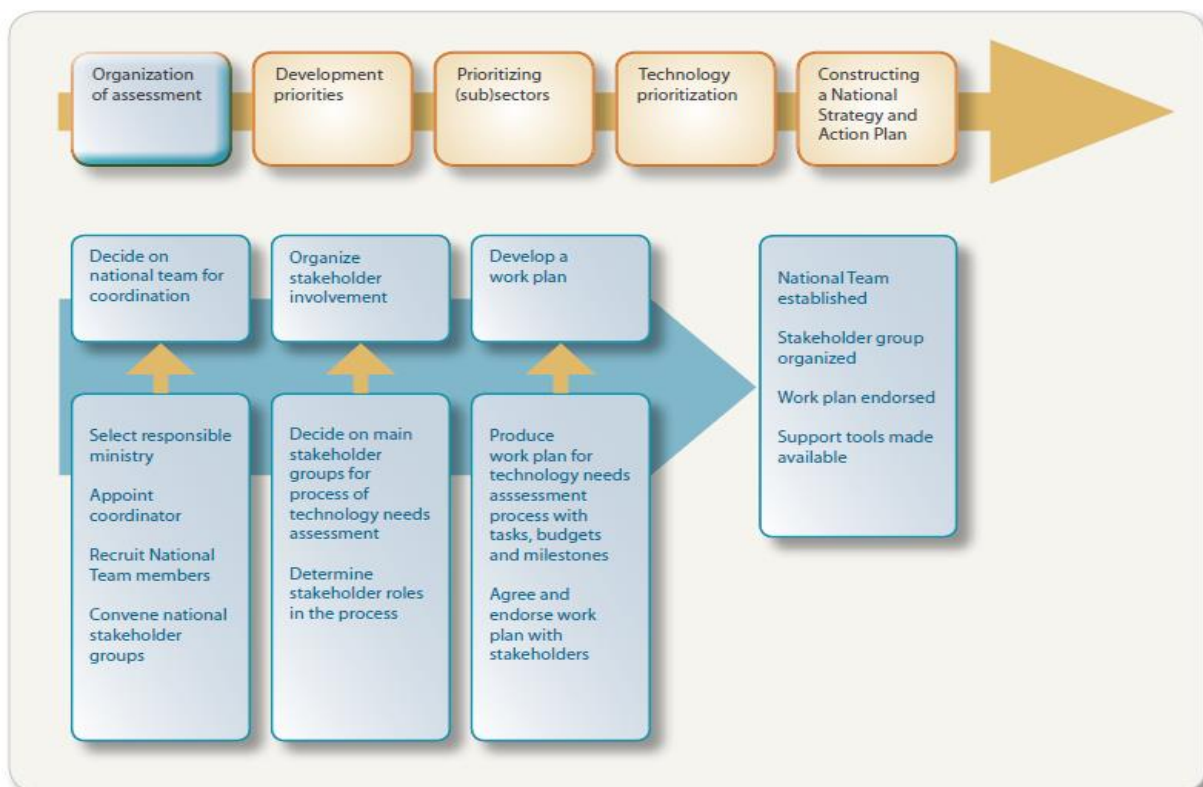 Organization
of assessment
Development
priorities
Prioritizing
(sub)sectors
Technology
prioritization
Constructing
a National
Strategy and
Action Plan
Decide on
national team for
coordination
Organize
stakeholder
involvement
Develop a
work plan
National Team
established
Stakeholder group
organized
Work plan endorsed
Support tools made
available
Select responsible
ministry
Appoint
coordinator
Recruit National
Team members
Convene national
stakeholder
groups
Decide on main
stakeholder
groups for
process of
technology needs
assessment
Determine
stakeholder roles
in the process
Produce
work plan for
technology needs
asssessment
process with
tasks, budgets
and milestones
Agree and
endorse work
plan with
stakeholders